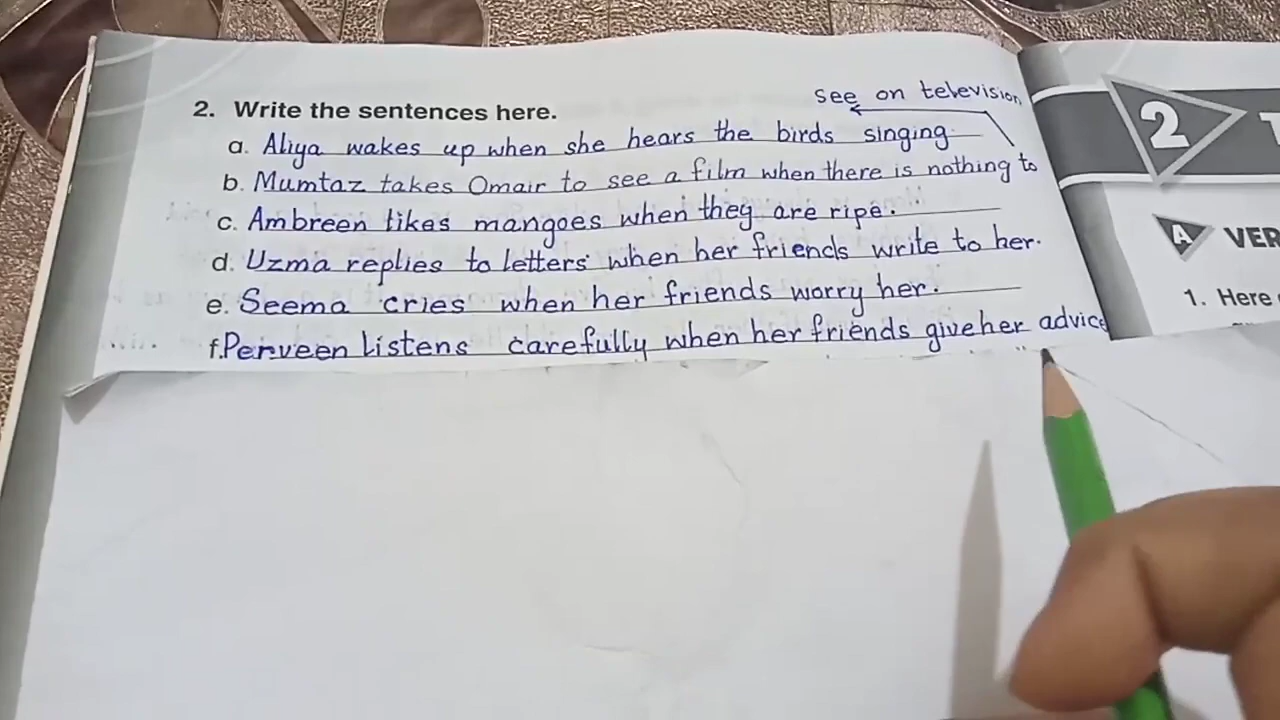 2. Write the sentences here.
see on television
a. Aliya wakes up when she hears the birds singing.
b. Mumtaz takes Omair to see a film when there is nothing to
c. Ambreen likes mangoes when they are ripe.
d. Uzma replies to letters when her friends write to her.
e. Seema cries when her friends worry her.
f. Perveen listens carefully when her friends give her advice
2
A VER
1. Here